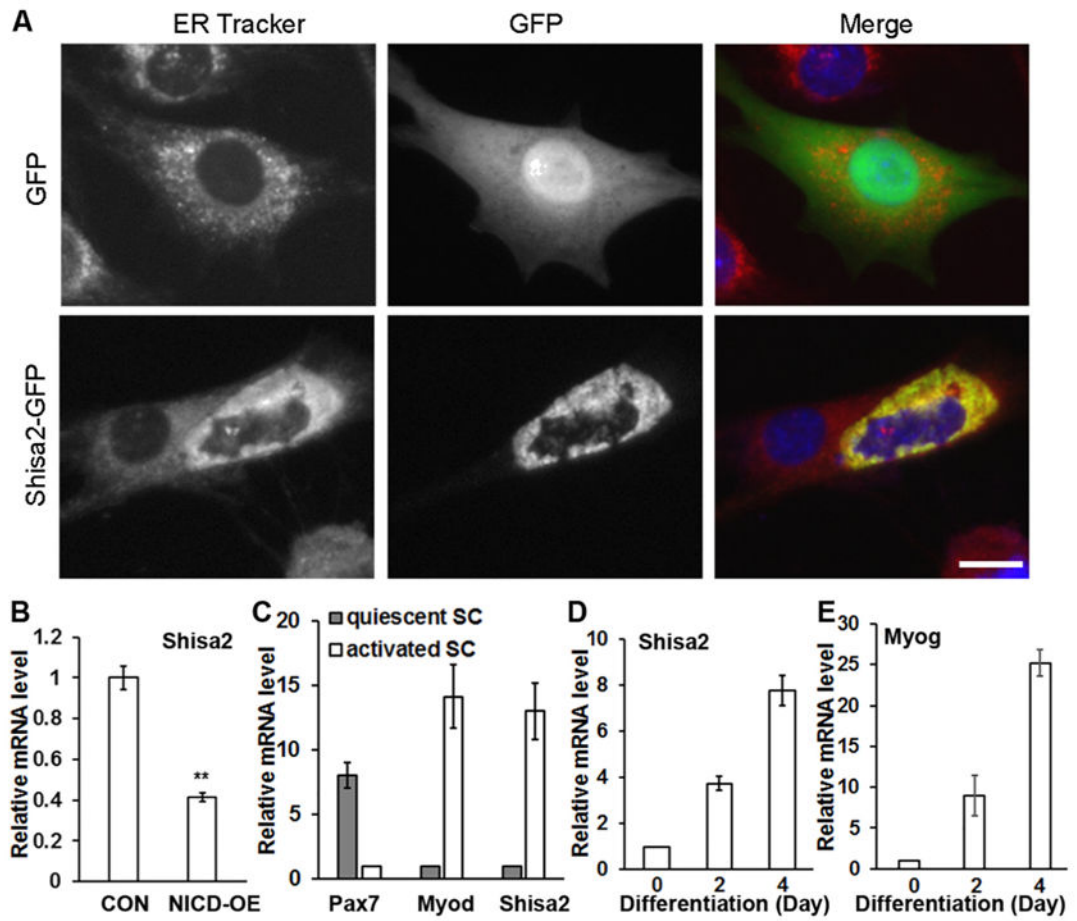 A
ER Tracker GFP Merge
GFP
Shisa2-GFP
B
Relative mRNA level
Shisa2
1.2
1
0.8
0.6
0.4
0.2
0
**
CON NICD-OE
C
Relative mRNA level
quiescent SC
activated SC
20
15
10
5
0
Pax7 Myod Shisa2
D
Relative mRNA level
Shisa2
10
8
6
4
2
0
0 2 4
Differentiation (Day)
E
Relative mRNA level
Myog
30
25
20
15
10
5
0
0 2 4
Differentiation (Day)